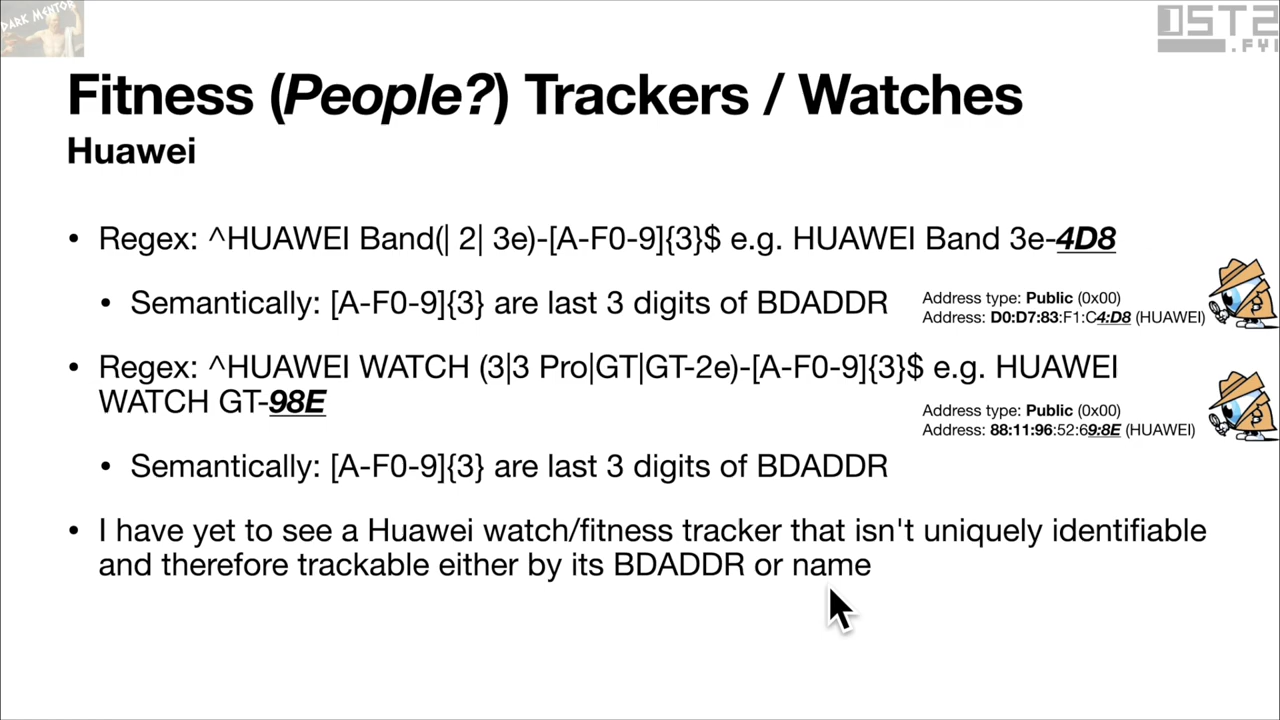 DARK MENTOR
OST2
.FYI
Fitness (People?) Trackers / Watches
Huawei
• Regex: ^HUAWEI Band(| 2| 3e)-[A-F0-9]{3}$ e.g. HUAWEI Band 3e-4D8
• Semantically: [A-F0-9]{3} are last 3 digits of BDADDR
Address type: Public (0x00)
Address: D0:D7:83:F1:C4:D8 (HUAWEI)
• Regex: ^HUAWEI WATCH (3|3 Pro|GT|GT-2e)-[A-F0-9]{3}$ e.g. HUAWEI
WATCH GT-98E
Address type: Public (0x00)
Address: 88:11:96:52:69:8E (HUAWEI)
• Semantically: [A-F0-9]{3} are last 3 digits of BDADDR
• I have yet to see a Huawei watch/fitness tracker that isn't uniquely identifiable
and therefore trackable either by its BDADDR or name